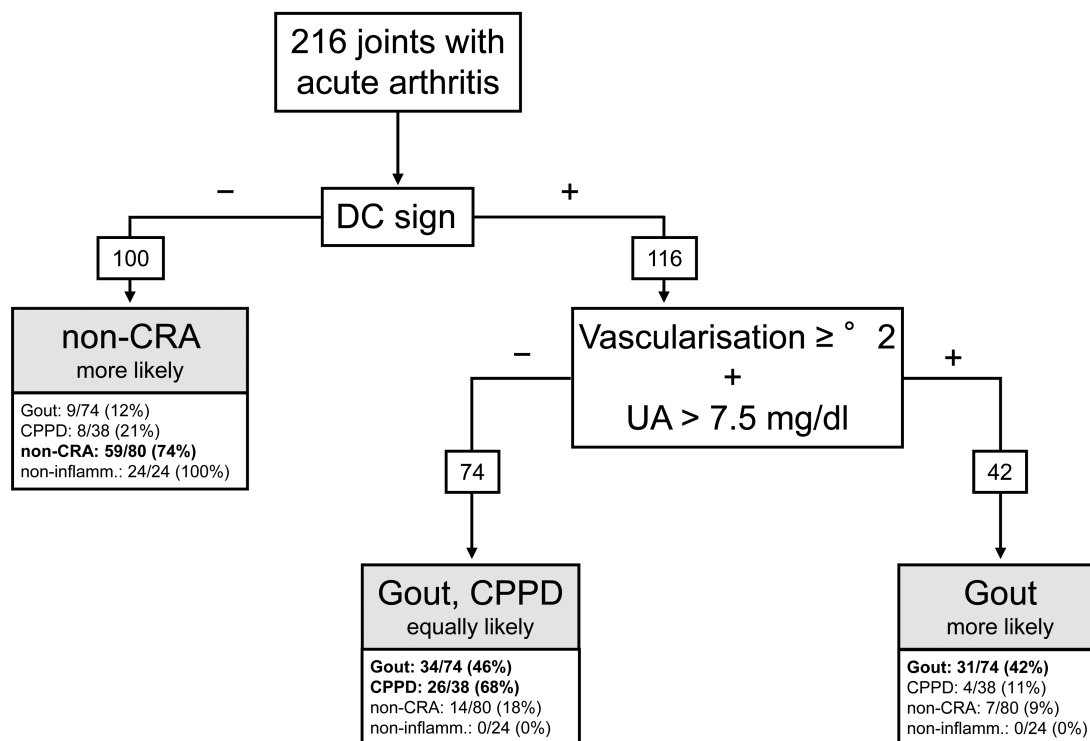 216 joints with
acute arthritis
−
+
DC sign
100
116
non-CRA
more likely
Gout: 9/74 (12%)
CPPD: 8/38 (21%)
non-CRA: 59/80 (74%)
non-inflamm.: 24/24 (100%)
Vascularisation ≥ ° 2
+
UA > 7.5 mg/dl
−
+
74
42
Gout, CPPD
equally likely
Gout: 34/74 (46%)
CPPD: 26/38 (68%)
non-CRA: 14/80 (18%)
non-inflamm.: 0/24 (0%)
Gout
more likely
Gout: 31/74 (42%)
CPPD: 4/38 (11%)
non-CRA: 7/80 (9%)
non-inflamm.: 0/24 (0%)